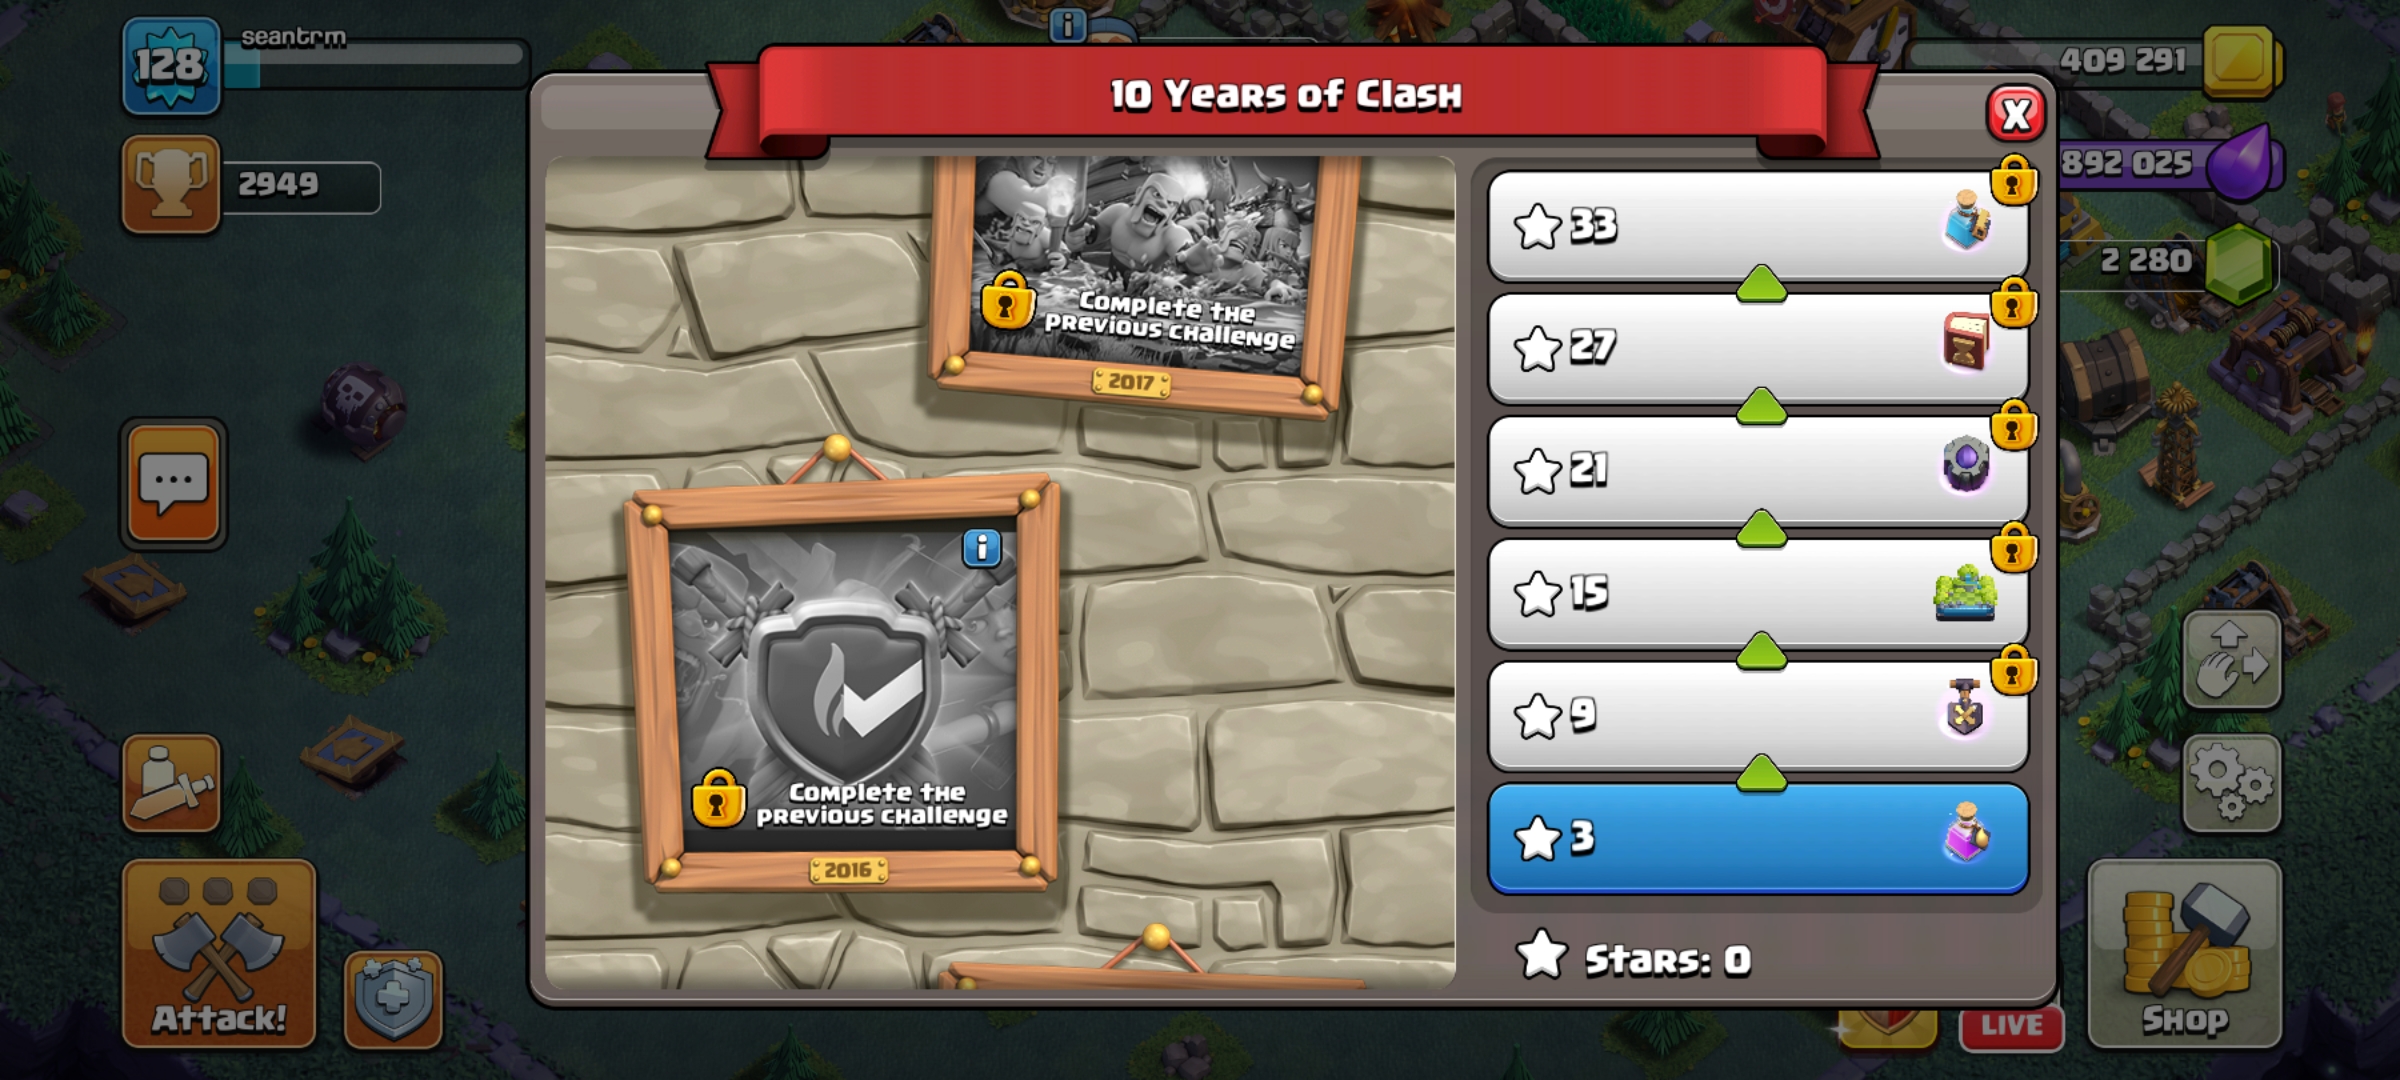 128
seantrm
2949
10 Years of Clash
X
409 291
892 025
2 280
Complete the
previous challenge
2017
Complete the
previous challenge
2016
33
27
21
15
9
3
Stars: 0
Attack!
LIVE
Shop